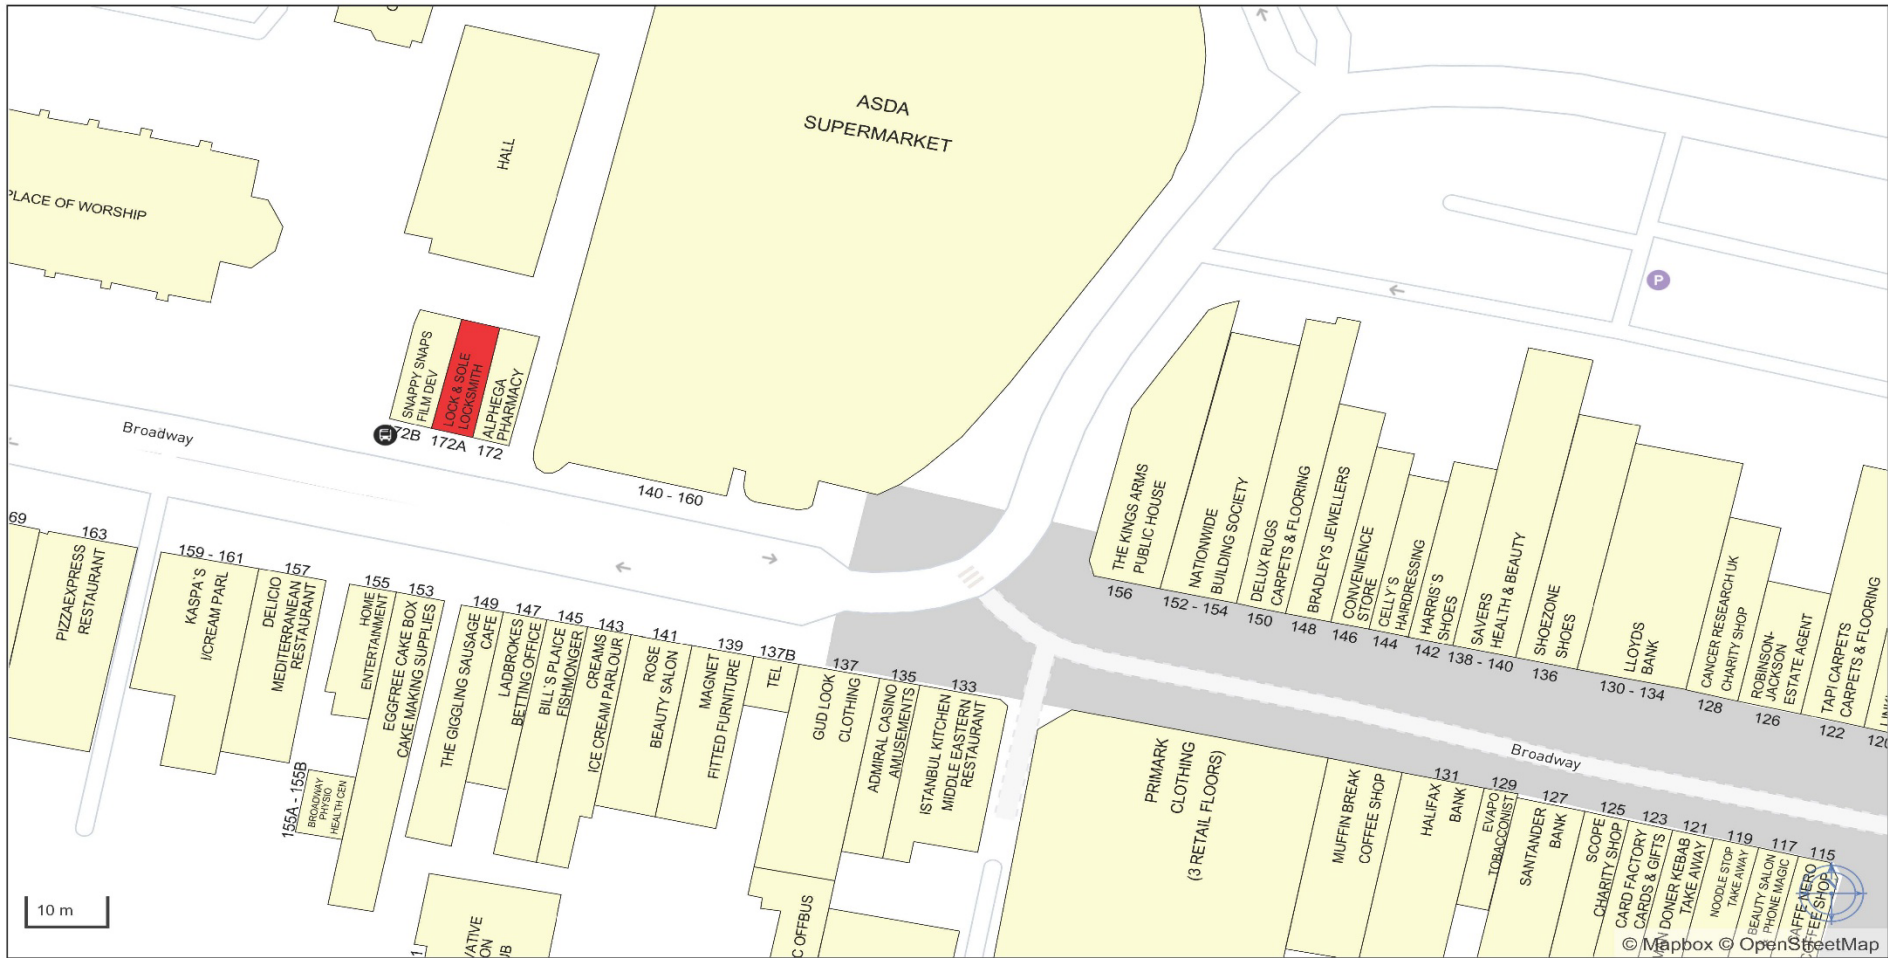 ASDA
SUPERMARKET
HALL
PLACE OF WORSHIP
P
SNAPPY SNAPS
FILM DEV
LOCK & SOLE
LOCKSMITH
ALPHEGA
PHARMACY
72B
172A
172
Broadway
140 - 160
THE KINGS ARMS
PUBLIC HOUSE
NATIONWIDE
BUILDING SOCIETY
DELUX RUGS
CARPETS & FLOORING
BRADLEYS JEWELLERS
CONVENIENCE
STORE
CELLY'S
HAIRDRESSING
HARRIS'S
SHOES
SAVERS
HEALTH & BEAUTY
SHOEZONE
SHOES
LLOYDS
BANK
CANCER RESEARCH UK
CHARITY SHOP
ROBINSON-
JACKSON
ESTATE AGENT
TAPI CARPETS
CARPETS & FLOORING
156
152 - 154
150
148
146
144
142
138 - 140
136
130 - 134
128
126
122
120
69
163
159 - 161
157
155
153
149
147
145
143
141
139
137B
137
135
133
PIZZAEXPRESS
RESTAURANT
KASPA'S
I/CREAM PARL
DELICIO
MEDITERRANEAN
RESTAURANT
HOME
ENTERTAINMENT
EGGFREE CAKE BOX
CAKE MAKING SUPPLIES
THE GIGGLING SAUSAGE
CAFE
LADBROKES
BETTING OFFICE
BILL'S PLAICE
FISHMONGER
CREAMS
ICE CREAM PARLOUR
ROSE
BEAUTY SALON
MAGNET
FITTED FURNITURE
TEL
GUD LOOK
CLOTHING
ADMIRAL CASINO
AMUSEMENTS
ISTANBUL KITCHEN
MIDDLE EASTERN
RESTAURANT
155A - 155B
BROADWAY
PHYSIO
HEALTH CEN
PRIMARK
CLOTHING
(3 RETAIL FLOORS)
MUFFIN BREAK
COFFEE SHOP
Broadway
131
129
127
125
123
121
119
117
115
HALIFAX
BANK
EVAPO
TOBACCONIST
SANTANDER
BANK
SCOPE
CHARITY SHOP
CARD FACTORY
CARDS & GIFTS
DONER KEBAB
TAKE AWAY
NOODLE STOP
TAKE AWAY
BEAUTY SALON
PHONE MAGIC
CAFFE NERO
COFFEE SHOP
C OFFBUS
10 m
© Mapbox © OpenStreetMap